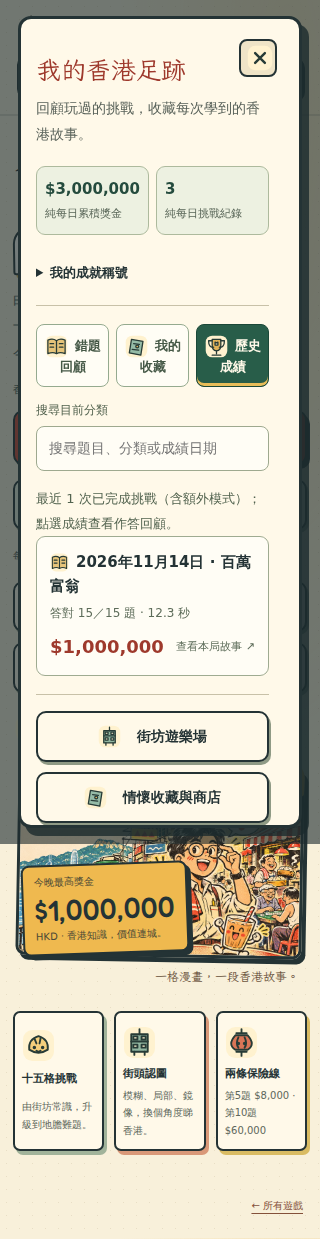 我的香港足跡
回顧玩過的挑戰，收藏每次學到的香
港故事。
$3,000,000
純每日累積獎金
3
純每日挑戰紀錄
▶ 我的成就稱號
錯題
回顧
我的
收藏
歷史
成績
搜尋目前分類
搜尋題目、分類或成績日期
最近 1 次已完成挑戰（含額外模式）；
點選成績查看作答回顧。
2026年11月14日 · 百萬
富翁
答對 15／15 題 · 12.3 秒
$1,000,000
查看本局故事 ↗
街坊遊樂場
情懷收藏與商店
今晚最高獎金
$1,000,000
HKD · 香港知識，價值連城。
一格漫畫，一段香港故事。
十五格挑戰
由街坊常識，升
級到地膽難題。
街頭認圖
模糊、局部、鏡
像，換個角度睇
香港。
兩條保險線
第5題 $8,000 ·
第10題
$60,000
← 所有遊戲